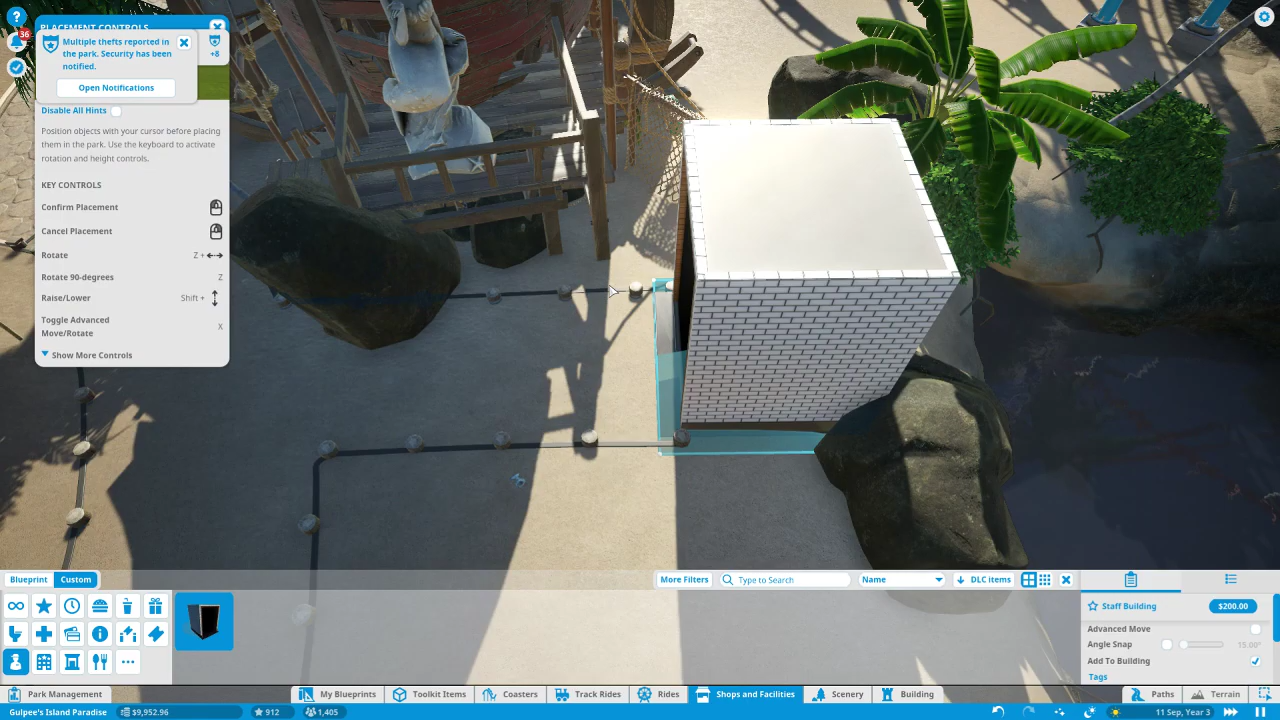 PLACEMENT CONTROLS
36
Multiple thefts reported in
the park. Security has been
notified.
+8
Open Notifications
Disable All Hints
Position objects with your cursor before placing
them in the park. Use the keyboard to activate
rotation and height controls.
KEY CONTROLS
Confirm Placement
Cancel Placement
Rotate Z +
Rotate 90-degrees Z
Raise/Lower Shift +
Toggle Advanced
Move/Rotate X
Show More Controls
Blueprint Custom
More Filters Type to Search Name DLC items
Staff Building $200.00
Advanced Move
Angle Snap 15.00°
Add To Building
Tags
Park Management My Blueprints Toolkit Items Coasters Track Rides Rides Shops and Facilities Scenery Building Paths Terrain
Gulpee's Island Paradise $9,952.96 912 1,405 11 Sep, Year 3